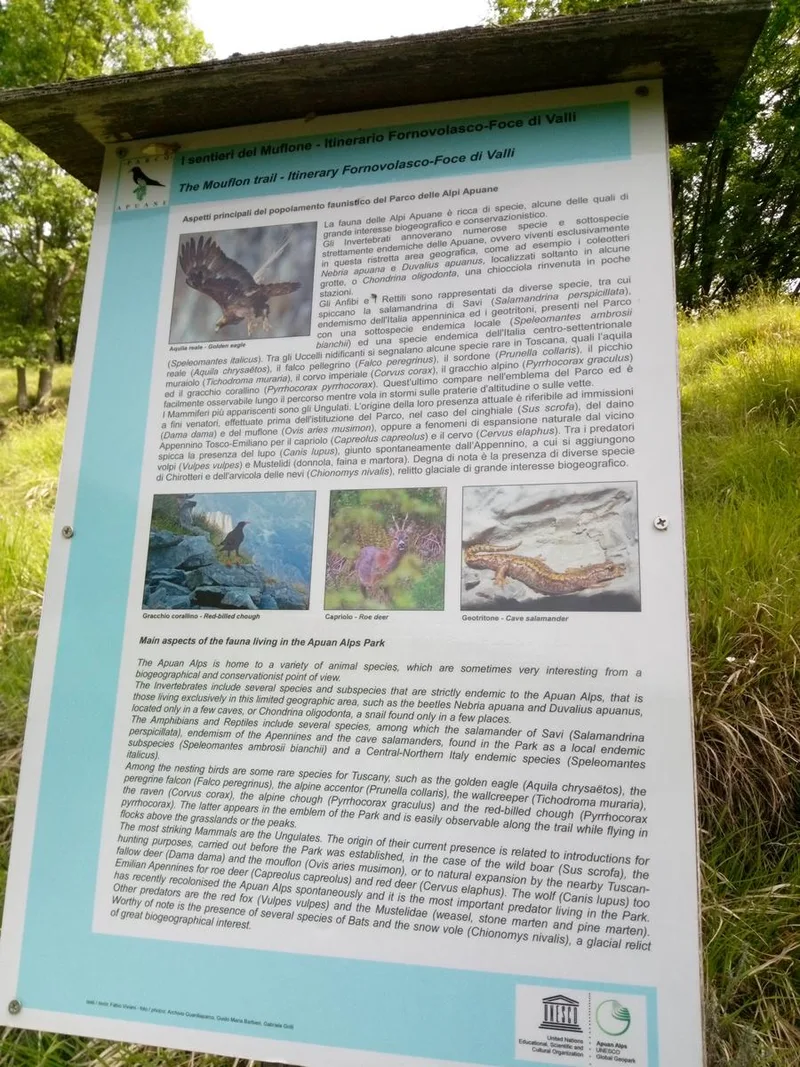 I sentieri del Muflone - Itinerario Fornovolasco-Foce di Valli
The Mouflon trail - Itinerary Fornovolasco-Foce di Valli
PARCO
APUANE
Aspetti principali del popolamento faunistico del Parco delle Alpi Apuane
La fauna delle Alpi Apuane è ricca di specie, alcune delle quali di
grande interesse biogeografico e conservazionistico.
Gli Invertebrati annoverano numerose specie e sottospecie
strettamente endemiche delle Apuane, ovvero viventi esclusivamente
in questa ristretta area geografica, come ad esempio i coleotteri
Nebria apuana e Duvalius apuanus, localizzati soltanto in alcune
grotte, o Chondrina oligodonta, una chiocciola rinvenuta in poche
stazioni.
Gli Anfibi e Rettili sono rappresentati da diverse specie, tra cui
spiccano la salamandra di Savi (Salamandrina perspicillata),
endemismo dell'Italia appenninica ed i geotritoni, presenti nel Parco
con una sottospecie endemica locale (Speleomantes ambrosii
bianchii) ed una specie endemica dell'Italia centro-settentrionale
Aquila reale - Golden eagle
(Speleomantes italicus). Tra gli Uccelli nidificanti si segnalano alcune specie rare in Toscana, quali l'aquila
reale (Aquila chrysaëtos), il falco pellegrino (Falco peregrinus), il sordone (Prunella collaris), il picchio
muraiolo (Tichodroma muraria), il corvo imperiale (Corvus corax), il gracchio alpino (Pyrrhocorax graculus)
ed il gracchio corallino (Pyrrhocorax pyrrhocorax). Quest'ultimo compare nell'emblema del Parco ed è
facilmente osservabile lungo il percorso mentre vola in stormi sulle praterie d'altitudine o sulle vette.
I Mammiferi più appariscenti sono gli Ungulati. L'origine della loro presenza attuale è riferibile ad immissioni
a fini venatori, effettuate prima dell'istituzione del Parco, nel caso del cinghiale (Sus scrofa), del daino
(Dama dama) e del muflone (Ovis aries musimon), oppure a fenomeni di espansione naturale dal vicino
Appennino Tosco-Emiliano per il capriolo (Capreolus capreolus) e il cervo (Cervus elaphus). Tra i predatori
spicca la presenza del lupo (Canis lupus), giunto spontaneamente dall'Appennino, a cui si aggiungono
volpi (Vulpes vulpes) e Mustelidi (donnola, faina e martora). Degna di nota è la presenza di diverse specie
di Chirotteri e dell'arvicola delle nevi (Chionomys nivalis), relitto glaciale di grande interesse biogeografico.
Gracchio corallino - Red-billed chough
Capriolo - Roe deer
Geotritone - Cave salamander
Main aspects of the fauna living in the Apuan Alps Park
The Apuan Alps is home to a variety of animal species, which are sometimes very interesting from a
biogeographical and conservationist point of view.
The Invertebrates include several species and subspecies that are strictly endemic to the Apuan Alps, that is
those living exclusively in this limited geographic area, such as the beetles Nebria apuana and Duvalius apuanus,
located only in a few caves, or Chondrina oligodonta, a snail found only in a few places.
The Amphibians and Reptiles include several species, among which the salamander of Savi (Salamandrina
perspicillata), endemism of the Apennines and the cave salamanders, found in the Park as a local endemic
subspecies (Speleomantes ambrosii bianchii) and a Central-Northern Italy endemic species (Speleomantes
italicus).
Among the nesting birds are some rare species for Tuscany, such as the golden eagle (Aquila chrysaëtos), the
peregrine falcon (Falco peregrinus), the alpine accentor (Prunella collaris), the wallcreeper (Tichodroma muraria),
the raven (Corvus corax), the alpine chough (Pyrrhocorax graculus) and the red-billed chough (Pyrrhocorax
pyrrhocorax). The latter appears in the emblem of the Park and is easily observable along the trail while flying in
flocks above the grasslands or the peaks.
The most striking Mammals are the Ungulates. The origin of their current presence is related to introductions for
hunting purposes, carried out before the Park was established, in the case of the wild boar (Sus scrofa), the
fallow deer (Dama dama) and the mouflon (Ovis aries musimon), or to natural expansion by the nearby Tuscan-
Emilian Apennines for roe deer (Capreolus capreolus) and red deer (Cervus elaphus). The wolf (Canis lupus) too
has recently recolonised the Apuan Alps spontaneously and it is the most important predator living in the Park.
Other predators are the red fox (Vulpes vulpes) and the Mustelidae (weasel, stone marten and pine marten).
Worthy of note is the presence of several species of Bats and the snow vole (Chionomys nivalis), a glacial relict
of great biogeographical interest.
UNESCO
United Nations
Educational, Scientific and
Cultural Organization
Apuan Alps
UNESCO
Global Geopark